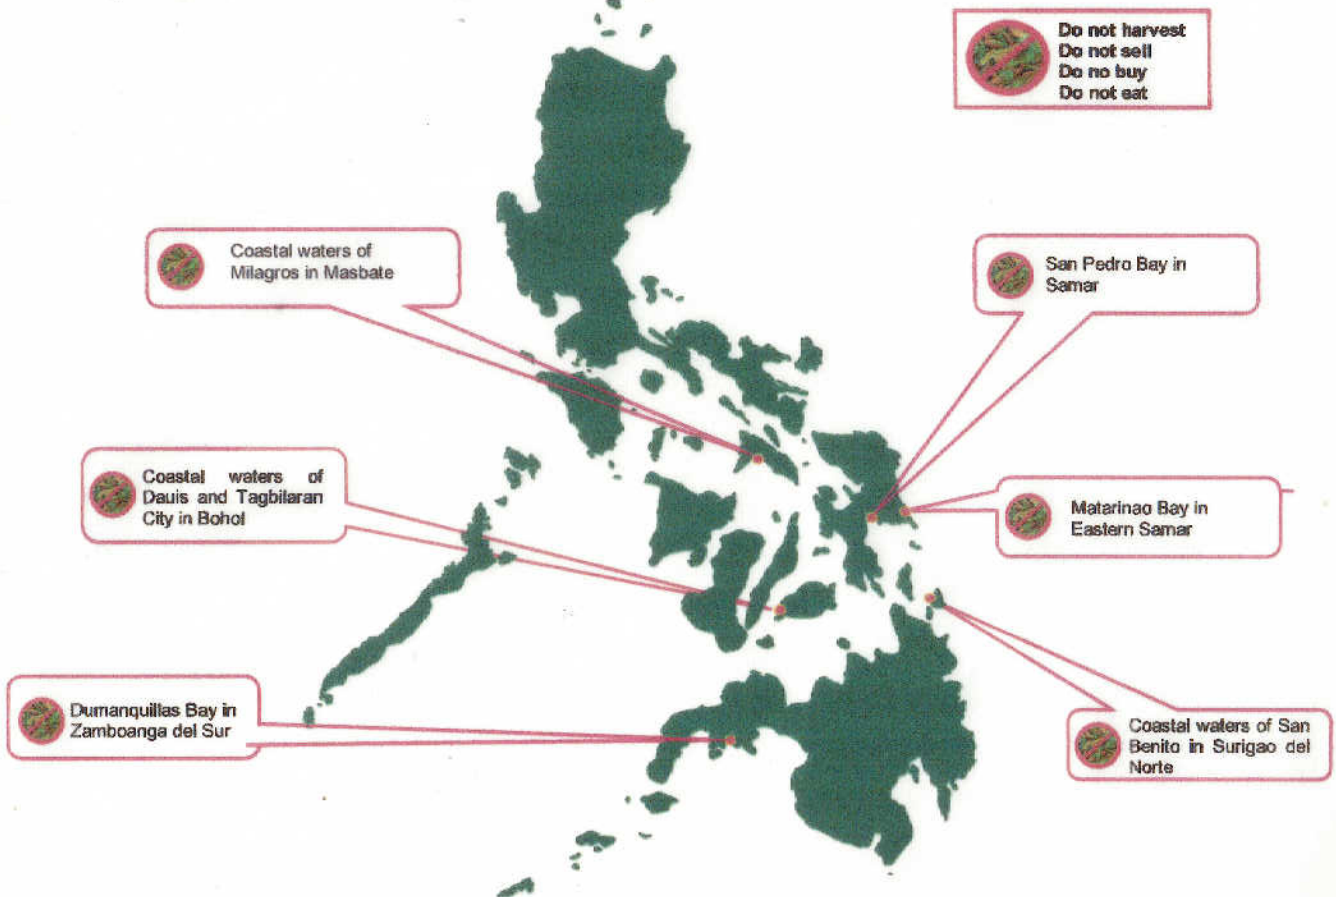 Do not harvest
Do not sell
Do no buy
Do not eat
Coastal waters of
Milagros in Masbate
San Pedro Bay in
Samar
Coastal waters of
Dauis and Tagbilaran
City in Bohol
Matarinao Bay in
Eastern Samar
Dumanquillas Bay in
Zamboanga del Sur
Coastal waters of San
Benito in Surigao del
Norte